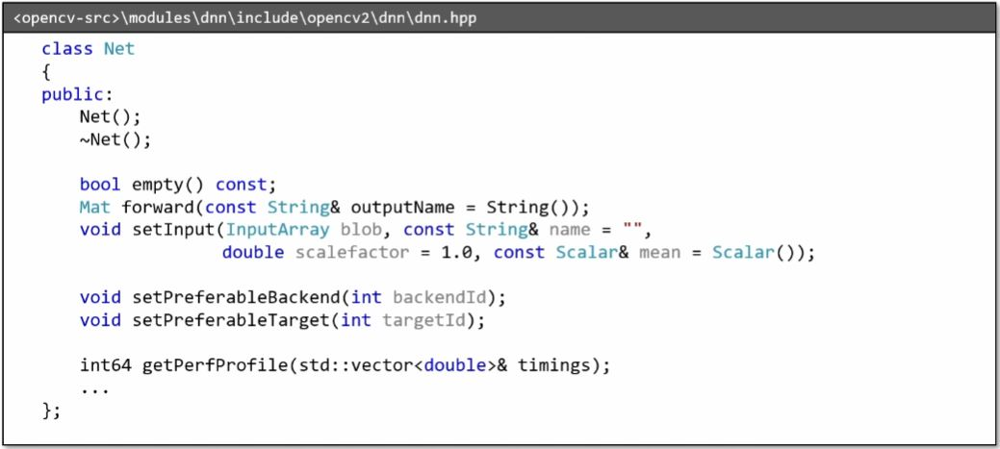 <opencv-src>\modules\dnn\include\opencv2\dnn\dnn.hpp
class Net
{
public:
    Net();
    ~Net();

    bool empty() const;
    Mat forward(const String& outputName = String());
    void setInput(InputArray blob, const String& name = "",
                  double scalefactor = 1.0, const Scalar& mean = Scalar());

    void setPreferableBackend(int backendId);
    void setPreferableTarget(int targetId);

    int64 getPerfProfile(std::vector<double>& timings);
    ...
};